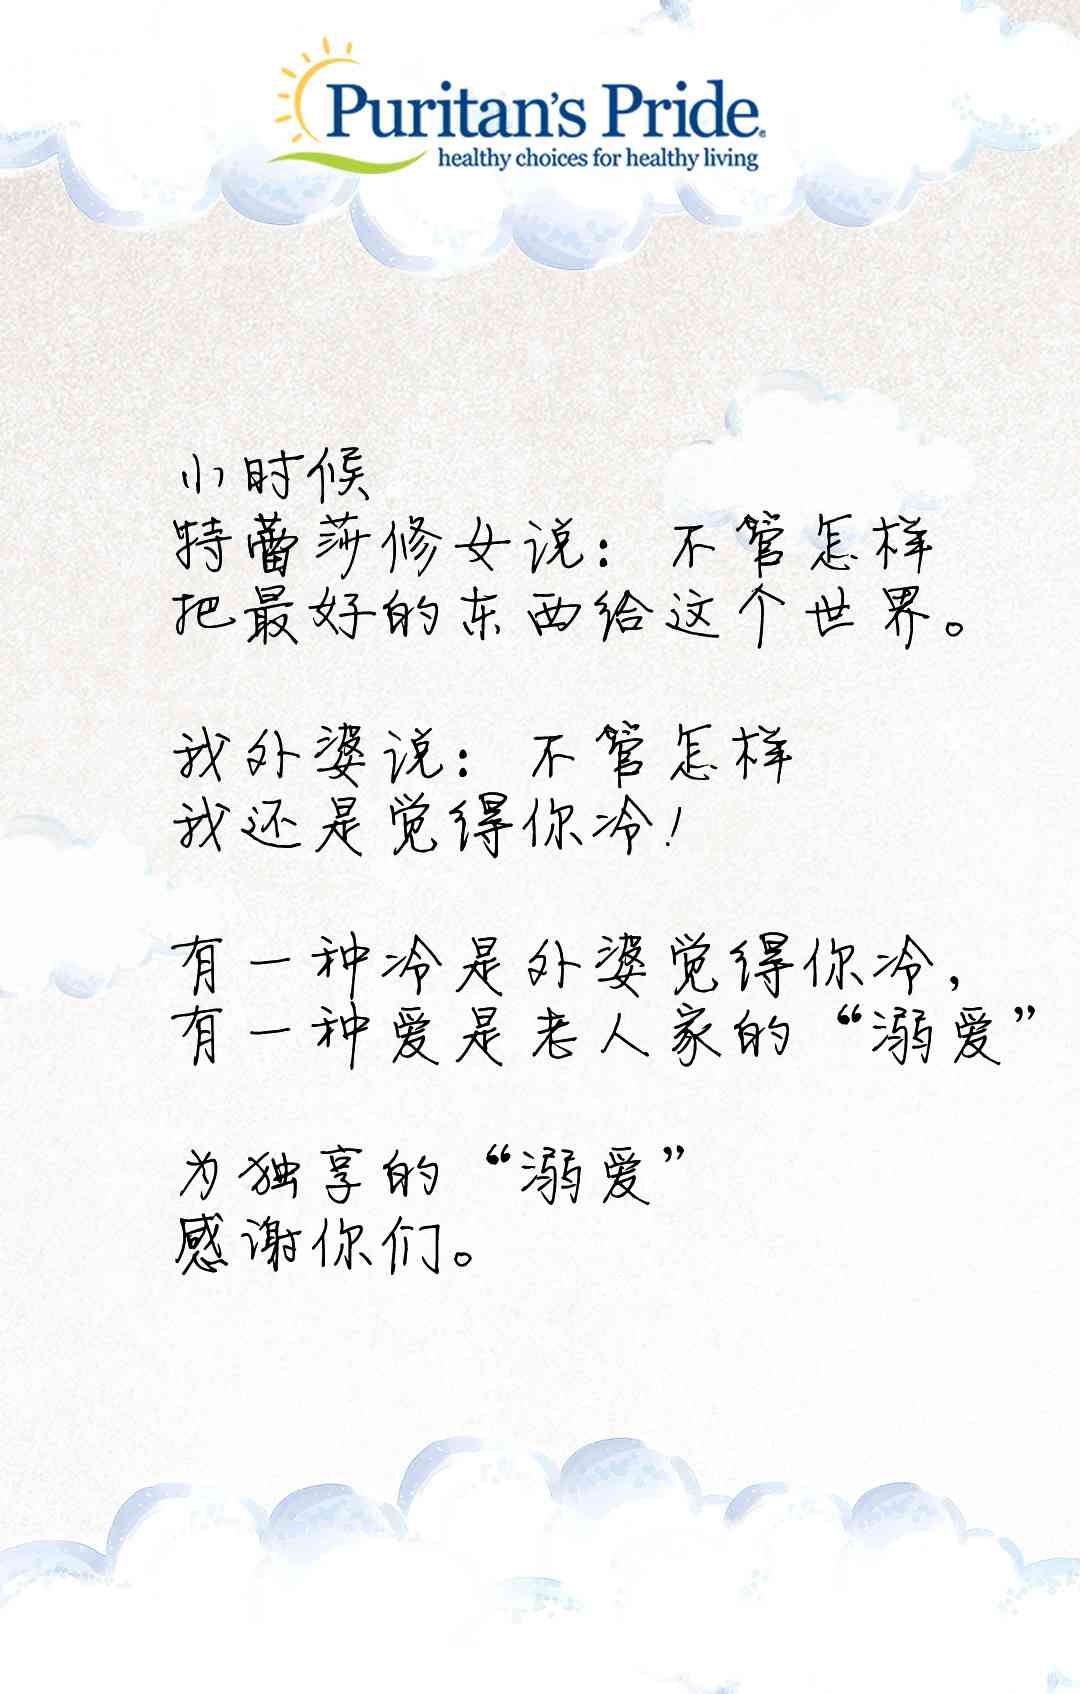 Puritan's Pride®
healthy choices for healthy living
小时候
特蕾莎修女说：不管怎样
把最好的东西给这个世界。
我外婆说：不管怎样
我还是觉得你冷！
有一种冷是外婆觉得你冷，
有一种爱是老人家的“溺爱”
为独享的“溺爱”
感谢你们。